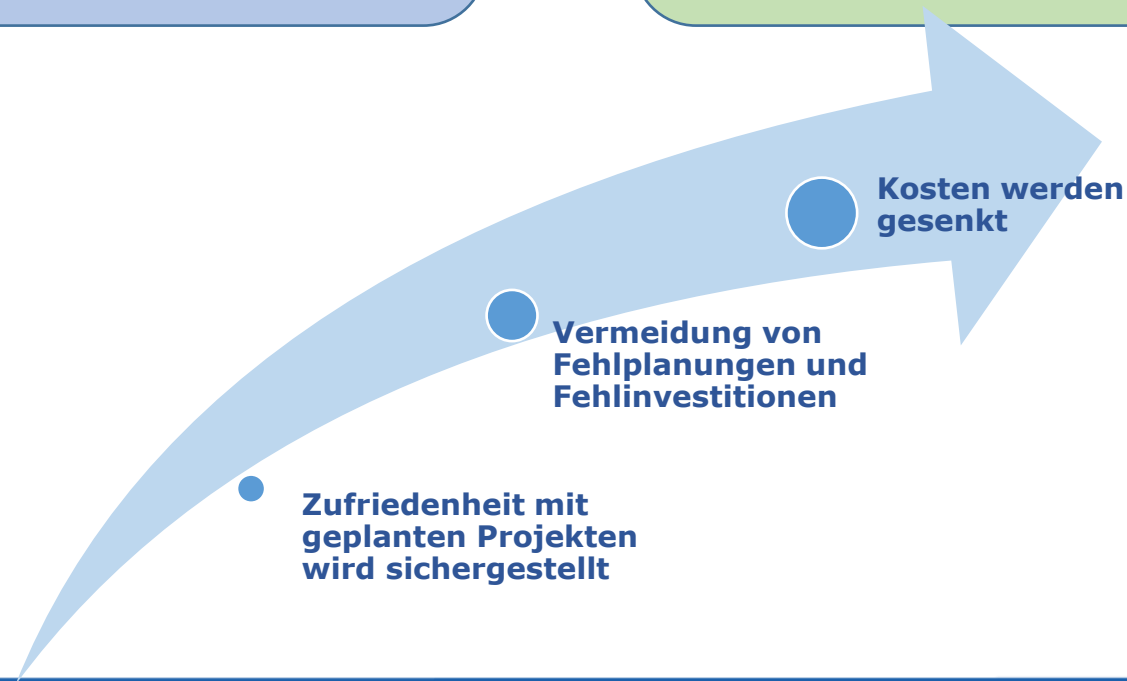 Kosten werden
gesenkt
Vermeidung von
Fehlplanungen und
Fehlinvestitionen
Zufriedenheit mit
geplanten Projekten
wird sichergestellt